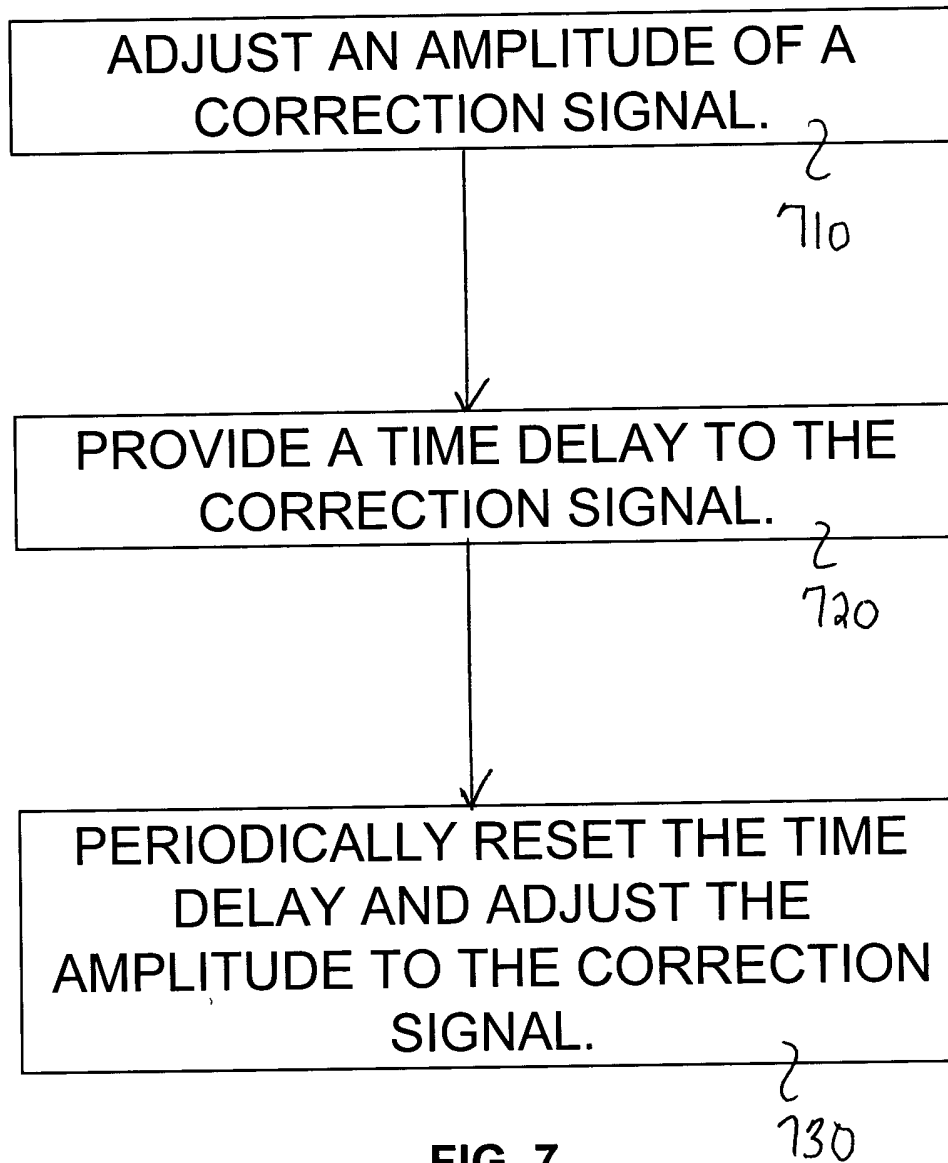 ADJUST AN AMPLITUDE OF A
CORRECTION SIGNAL.
710
PROVIDE A TIME DELAY TO THE
CORRECTION SIGNAL.
720
PERIODICALLY RESET THE TIME
DELAY AND ADJUST THE
AMPLITUDE TO THE CORRECTION
SIGNAL.
730
FIG. 7